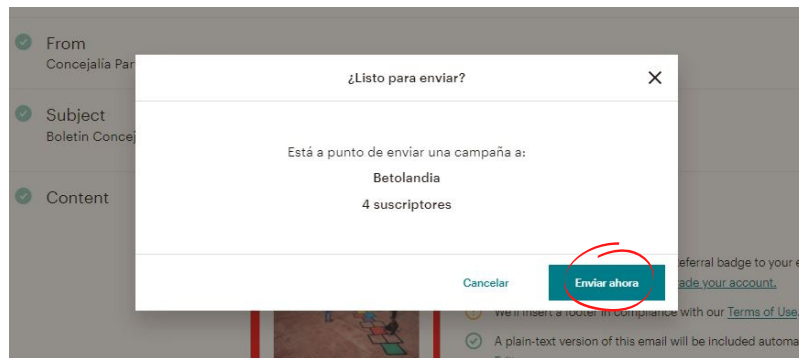 From
Concejalía Par
¿Listo para enviar?
Subject
Boletin Concej
Está a punto de enviar una campaña a:
Betolandia
4 suscriptores
Content
Cancelar
Enviar ahora
eferral badge to your e
ade your account.
We'll insert a footer in compliance with our Terms of Use.
A plain-text version of this email will be included automa